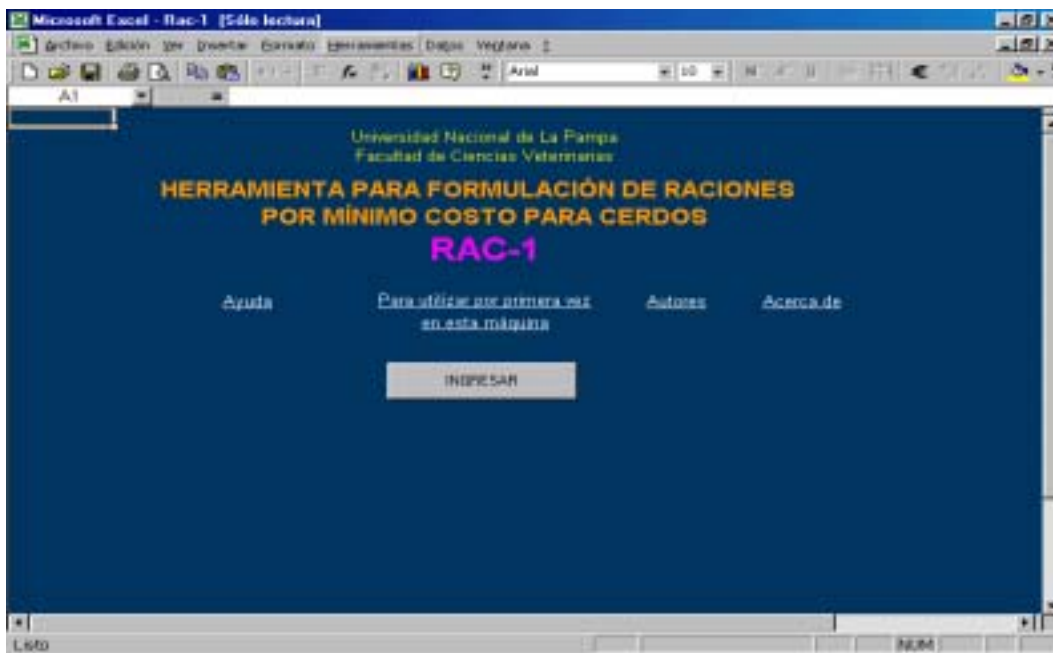 Microsoft Excel - Rac-1 [Sólo lectura]
Archivo Edición Ver Insertar Formato Herramientas Datos Ventana ?
Arial 10
A1 =
Universidad Nacional de La Pampa
Facultad de Ciencias Veterinarias
HERRAMIENTA PARA FORMULACIÓN DE RACIONES
POR MÍNIMO COSTO PARA CERDOS
RAC-1
Ayuda
Para utilizar por primera vez
en esta máquina
Autores
Acerca de
INGRESAR
Listo
NUM